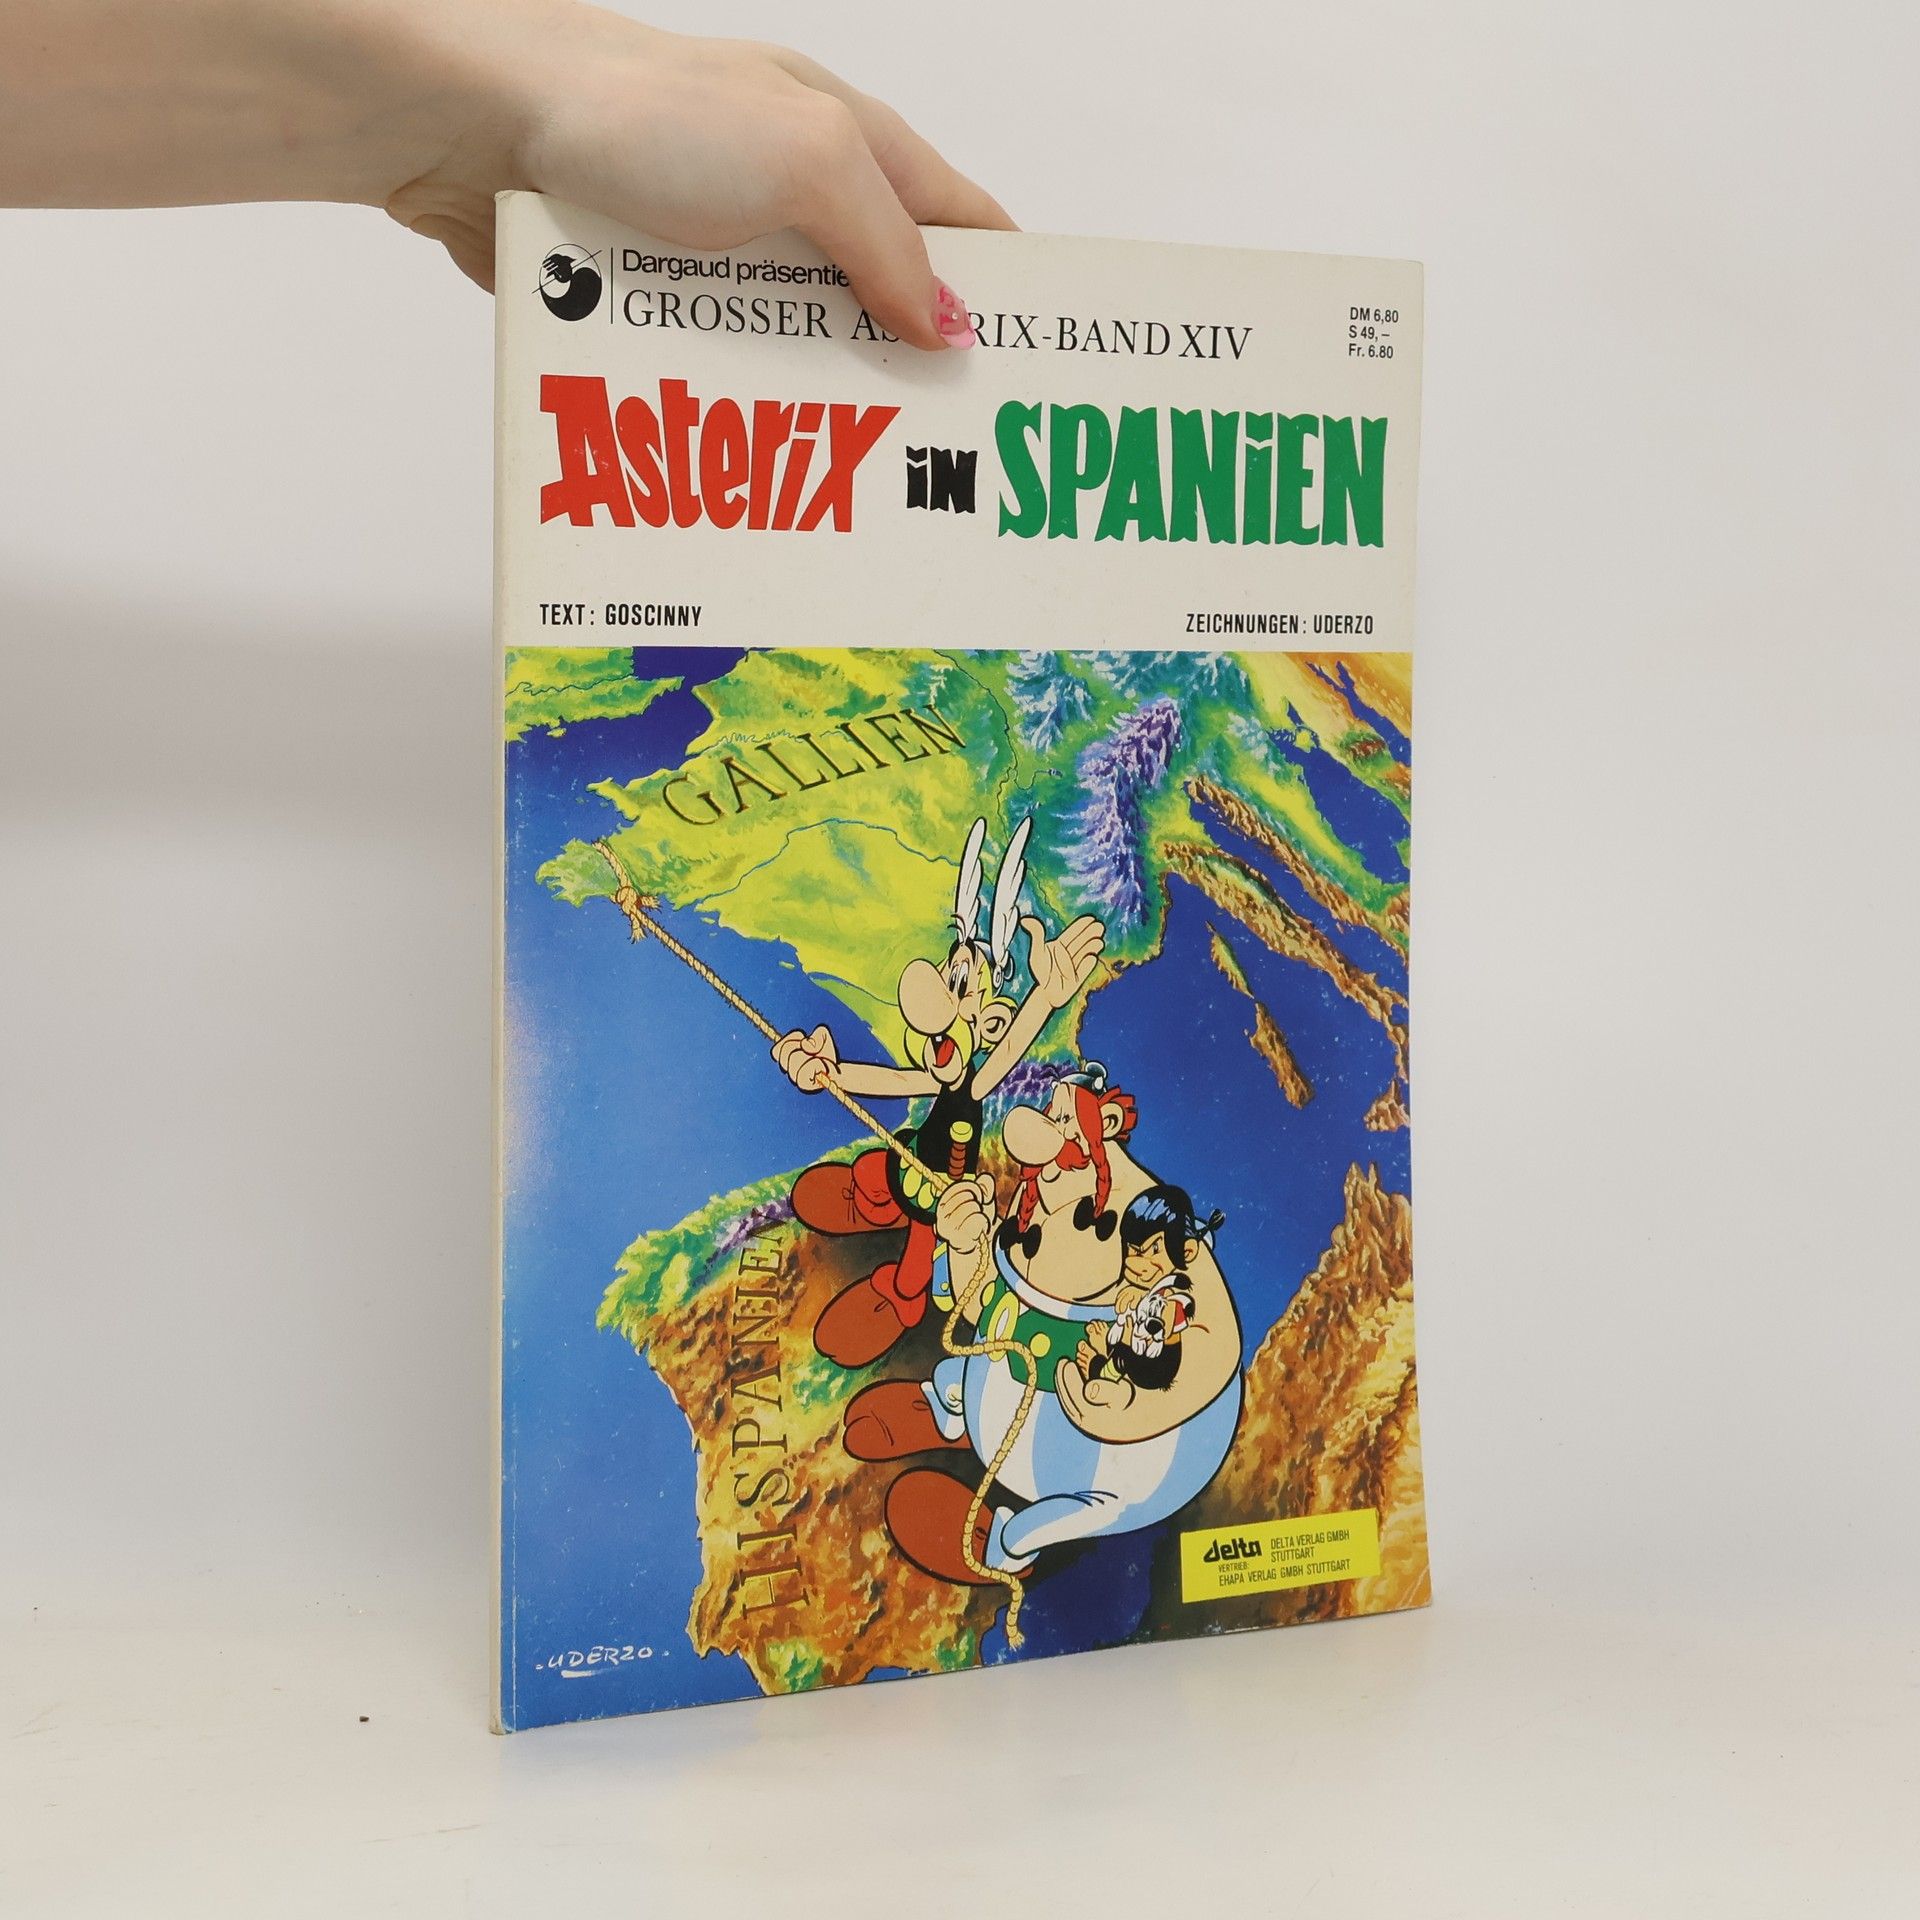 Dargaud präsentie
GROSSER AS RIX-BAND XIV
DM 6,80
S 49,–
Fr. 6.80
Asterix in SPANiEN
TEXT: GOSCINNY
ZEICHNUNGEN: UDERZO
GALLIEN
HISPANIEN
delta DELTA VERLAG GMBH
STUTTGART
VERTRIEB:
EHAPA VERLAG GMBH STUTTGART
UDERZO